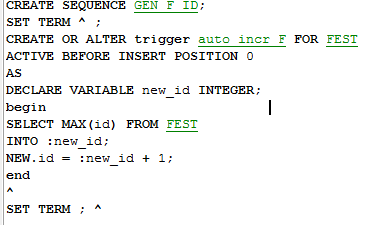 CREATE SEQUENCE GEN_F_ID;
SET TERM ^ ;
CREATE OR ALTER trigger auto_incr_F FOR FEST
ACTIVE BEFORE INSERT POSITION 0
AS
DECLARE VARIABLE new_id INTEGER;
begin
SELECT MAX(id) FROM FEST
INTO :new_id;
NEW.id = :new_id + 1;
end
^
SET TERM ; ^